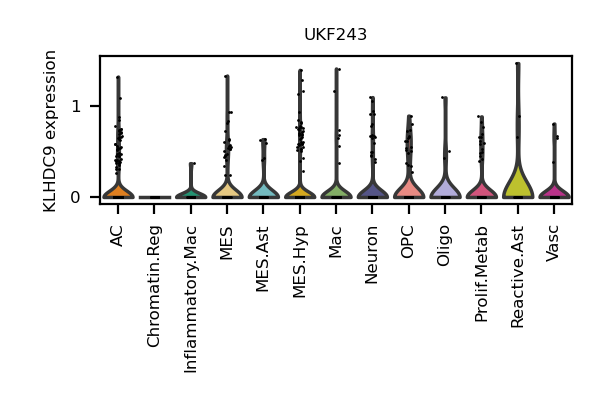 UKF243
KLHDC9 expression
1
0
AC
Chromatin.Reg
Inflammatory.Mac
MES
MES.Ast
MES.Hyp
Mac
Neuron
OPC
Oligo
Prolif.Metab
Reactive.Ast
Vasc